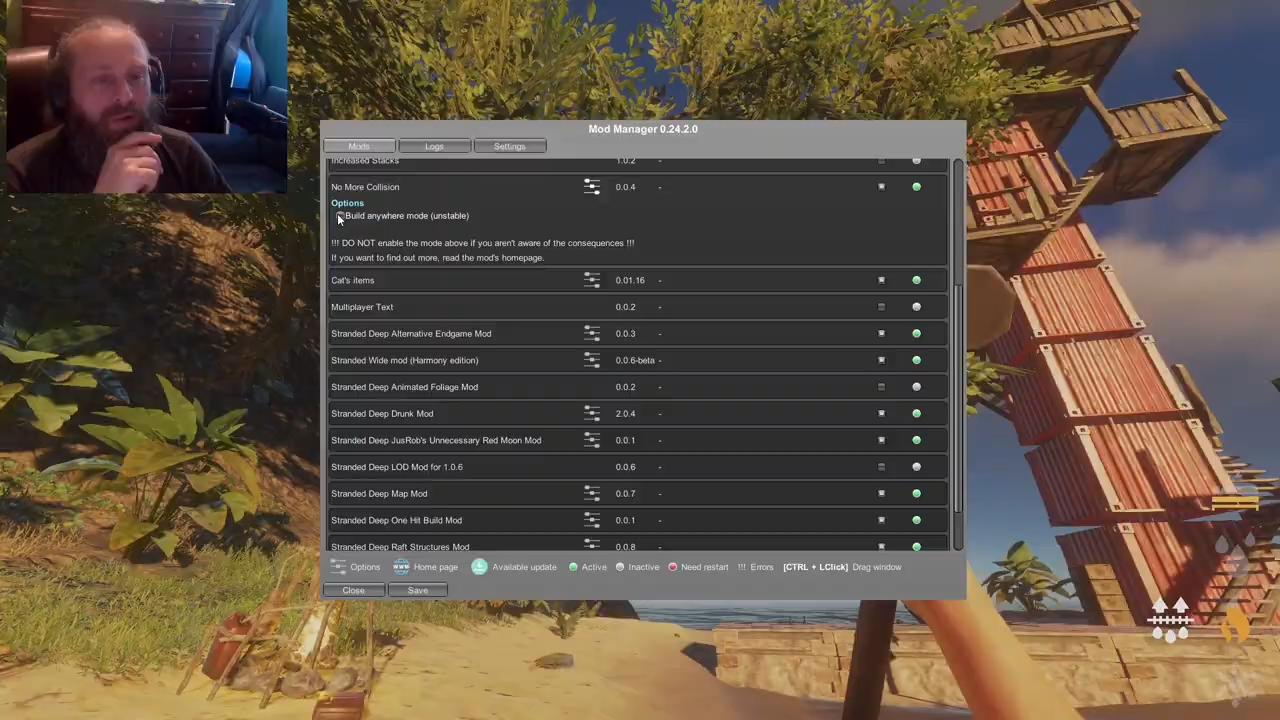 Mod Manager 0.24.2.0
Mods Logs Settings
Increased Stacks 1.0.2 -
No More Collision 0.0.4 -
Options
Build anywhere mode (unstable)
!!! DO NOT enable the mode above if you aren't aware of the consequences !!!
If you want to find out more, read the mod's homepage.
Cat's items 0.01.16 -
Multiplayer Text 0.0.2 -
Stranded Deep Alternative Endgame Mod 0.0.3 -
Stranded Wide mod (Harmony edition) 0.0.6-beta -
Stranded Deep Animated Foliage Mod 0.0.2 -
Stranded Deep Drunk Mod 2.0.4 -
Stranded Deep JusRob's Unnecessary Red Moon Mod 0.0.1 -
Stranded Deep LOD Mod for 1.0.6 0.0.6 -
Stranded Deep Map Mod 0.0.7 -
Stranded Deep One Hit Build Mod 0.0.1 -
Stranded Deep Raft Structures Mod 0.0.8 -
Options www Home page Available update Active Inactive Need restart !!! Errors [CTRL + LClick] Drag window
Close Save